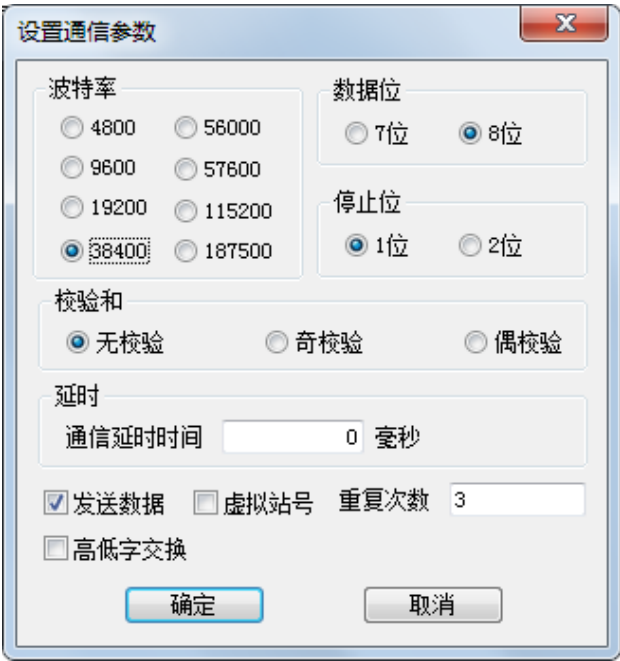 设置通信参数
波特率
4800 56000
9600 57600
19200 115200
38400 187500
数据位
7位 8位
停止位
1位 2位
校验和
无校验 奇校验 偶校验
延时
通信延时时间 0 毫秒
发送数据 虚拟站号 重复次数 3
高低字交换
确定 取消